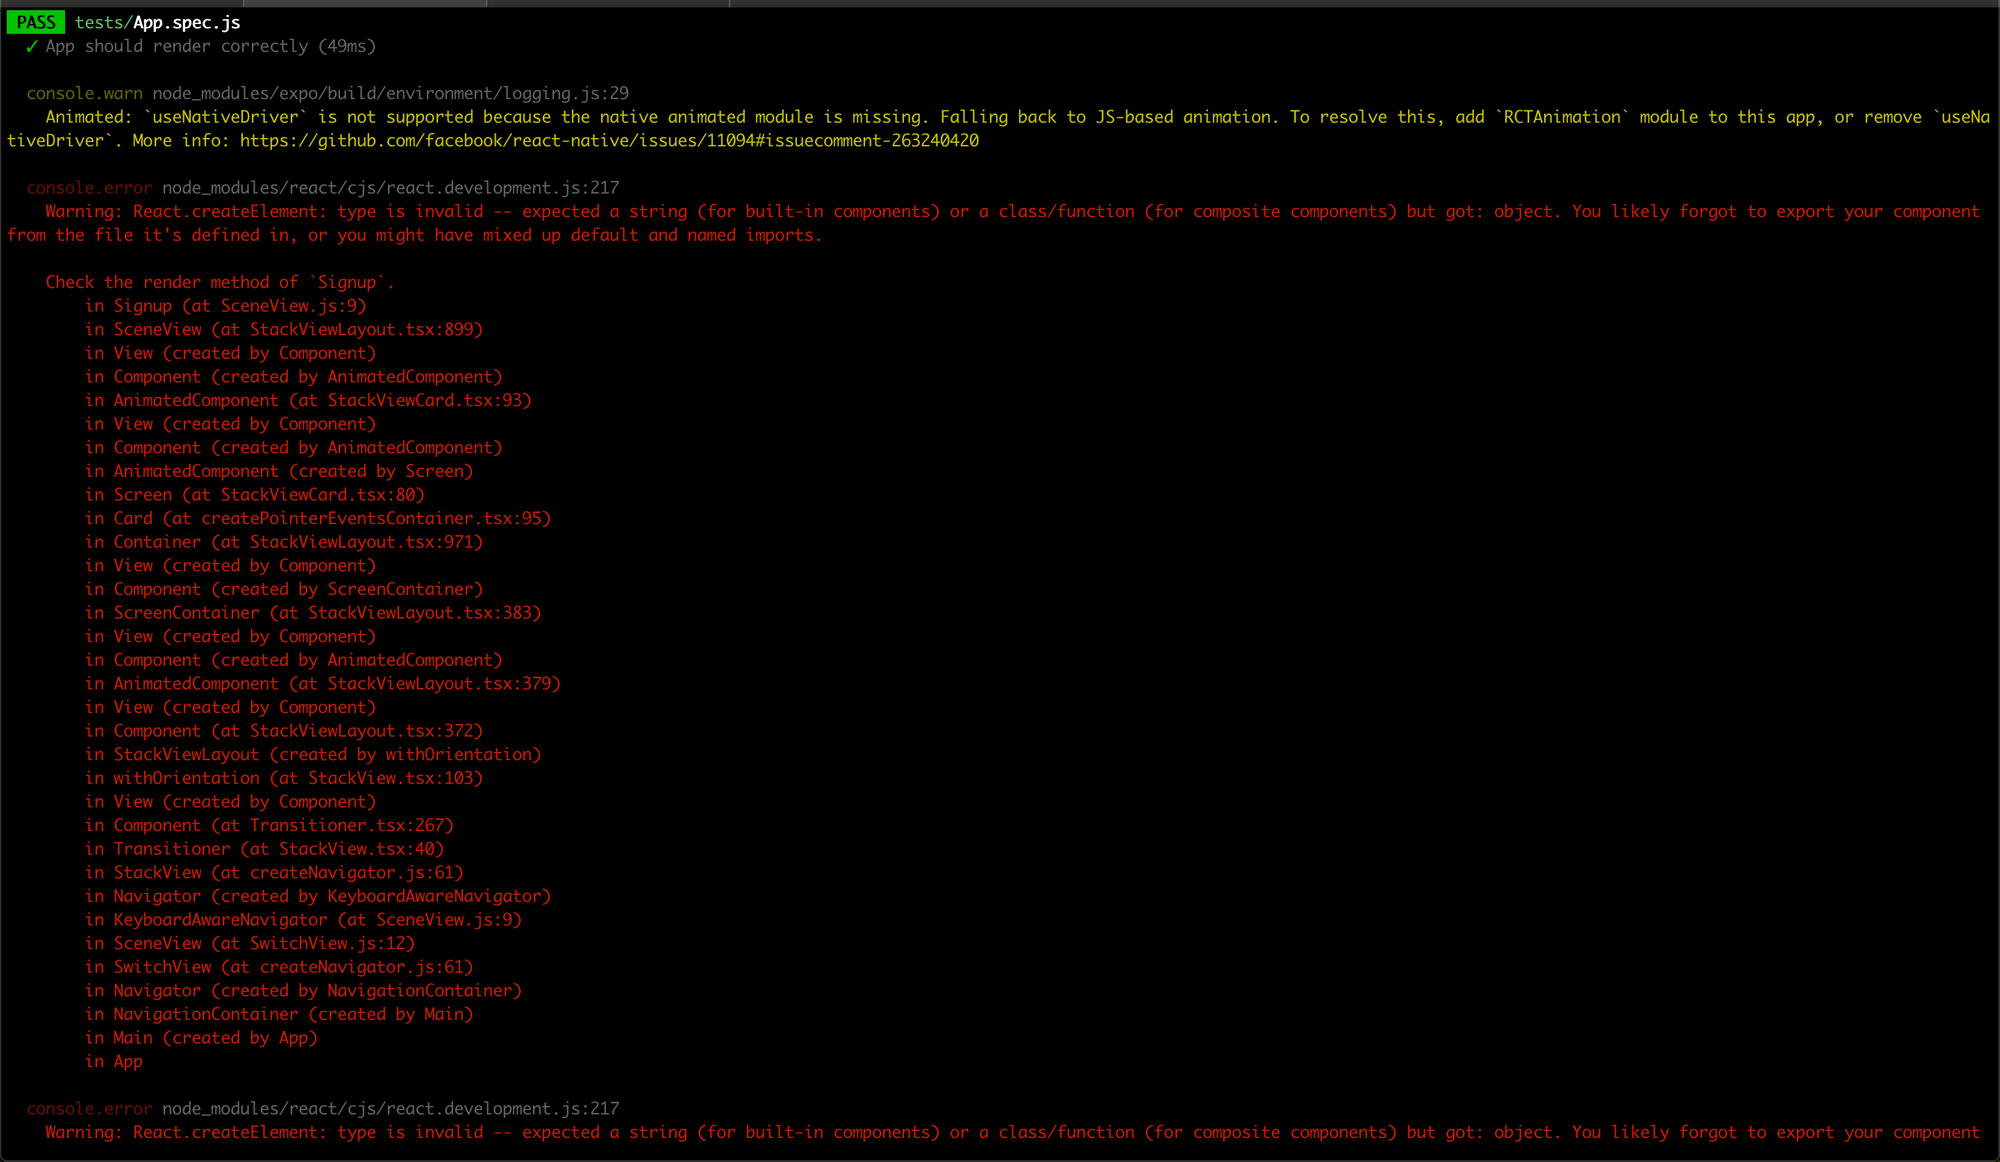 PASS tests/App.spec.js
✓ App should render correctly (49ms)
console.warn node_modules/expo/build/environment/logging.js:29
Animated: `useNativeDriver` is not supported because the native animated module is missing. Falling back to JS-based animation. To resolve this, add `RCTAnimation` module to this app, or remove `useNa
tiveDriver`. More info: https://github.com/facebook/react-native/issues/11094#issuecomment-263240420
console.error node_modules/react/cjs/react.development.js:217
Warning: React.createElement: type is invalid -- expected a string (for built-in components) or a class/function (for composite components) but got: object. You likely forgot to export your component
from the file it's defined in, or you might have mixed up default and named imports.
Check the render method of `Signup`.
in Signup (at SceneView.js:9)
in SceneView (at StackViewLayout.tsx:899)
in View (created by Component)
in Component (created by AnimatedComponent)
in AnimatedComponent (at StackViewCard.tsx:93)
in View (created by Component)
in Component (created by AnimatedComponent)
in AnimatedComponent (created by Screen)
in Screen (at StackViewCard.tsx:80)
in Card (at createPointerEventsContainer.tsx:95)
in Container (at StackViewLayout.tsx:971)
in View (created by Component)
in Component (created by ScreenContainer)
in ScreenContainer (at StackViewLayout.tsx:383)
in View (created by Component)
in Component (created by AnimatedComponent)
in AnimatedComponent (at StackViewLayout.tsx:379)
in View (created by Component)
in Component (at StackViewLayout.tsx:372)
in StackViewLayout (created by withOrientation)
in withOrientation (at StackView.tsx:103)
in View (created by Component)
in Component (at Transitioner.tsx:267)
in Transitioner (at StackView.tsx:40)
in StackView (at createNavigator.js:61)
in Navigator (created by KeyboardAwareNavigator)
in KeyboardAwareNavigator (at SceneView.js:9)
in SceneView (at SwitchView.js:12)
in SwitchView (at createNavigator.js:61)
in Navigator (created by NavigationContainer)
in NavigationContainer (created by Main)
in Main (created by App)
in App
console.error node_modules/react/cjs/react.development.js:217
Warning: React.createElement: type is invalid -- expected a string (for built-in components) or a class/function (for composite components) but got: object. You likely forgot to export your component